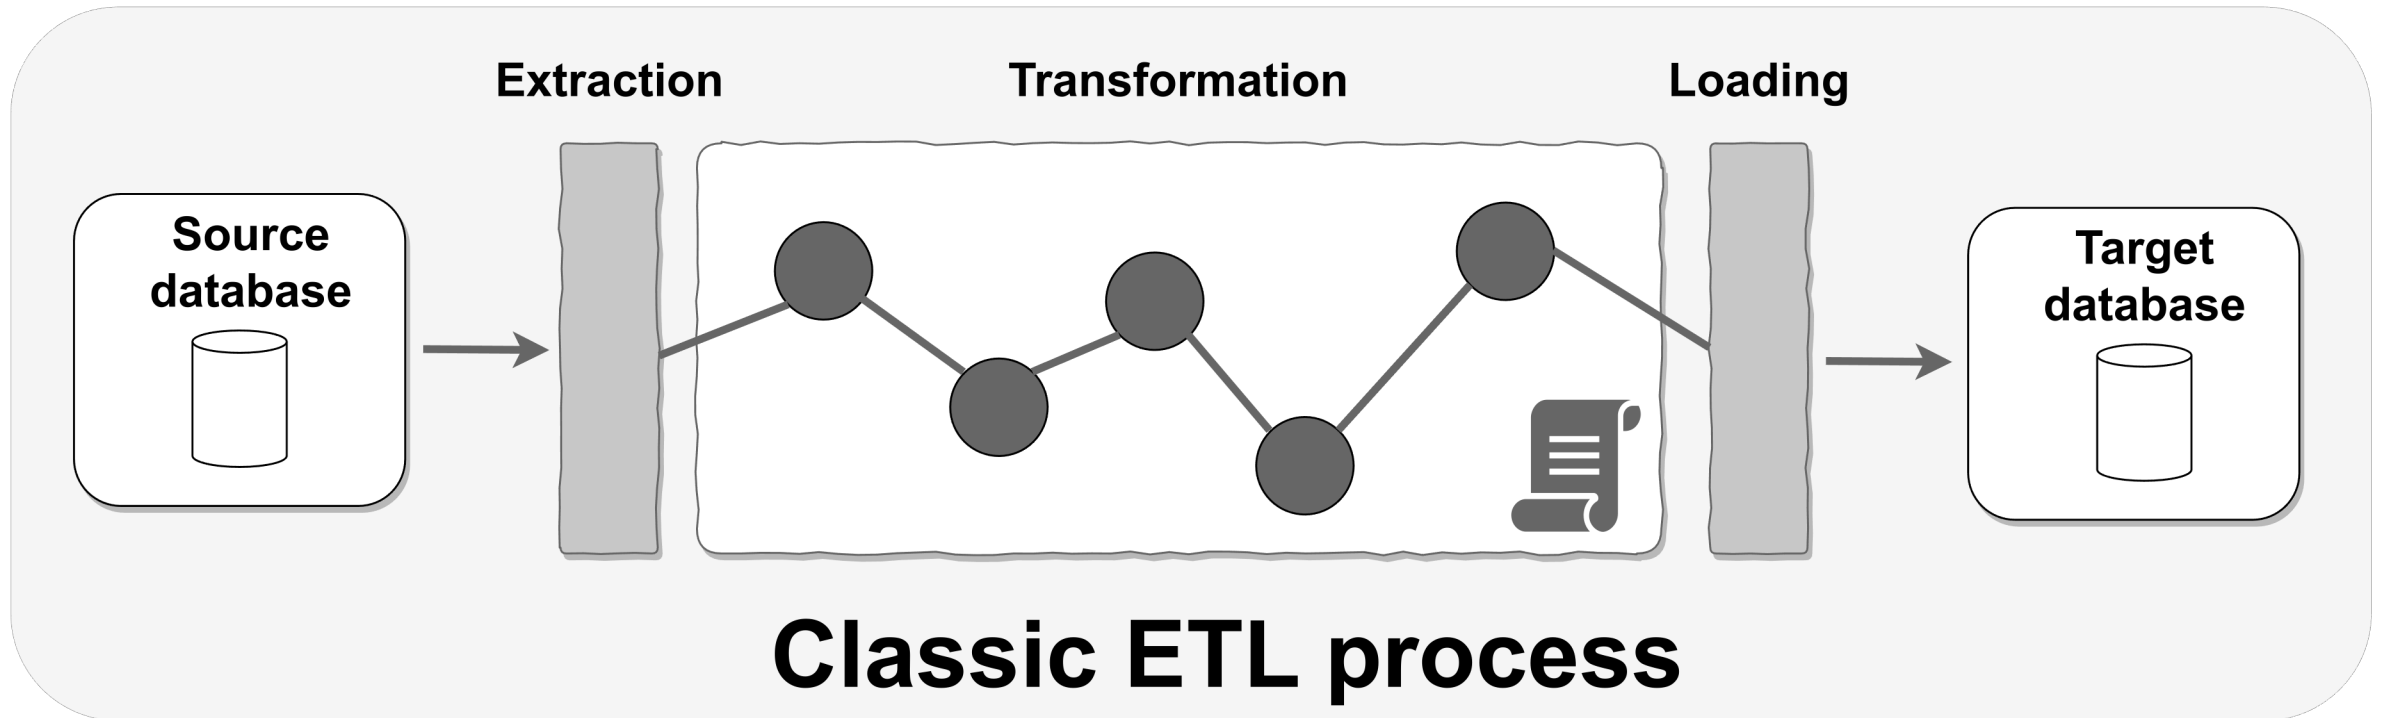 Extraction
Transformation
Loading
Source
database
Target
database
Classic ETL process